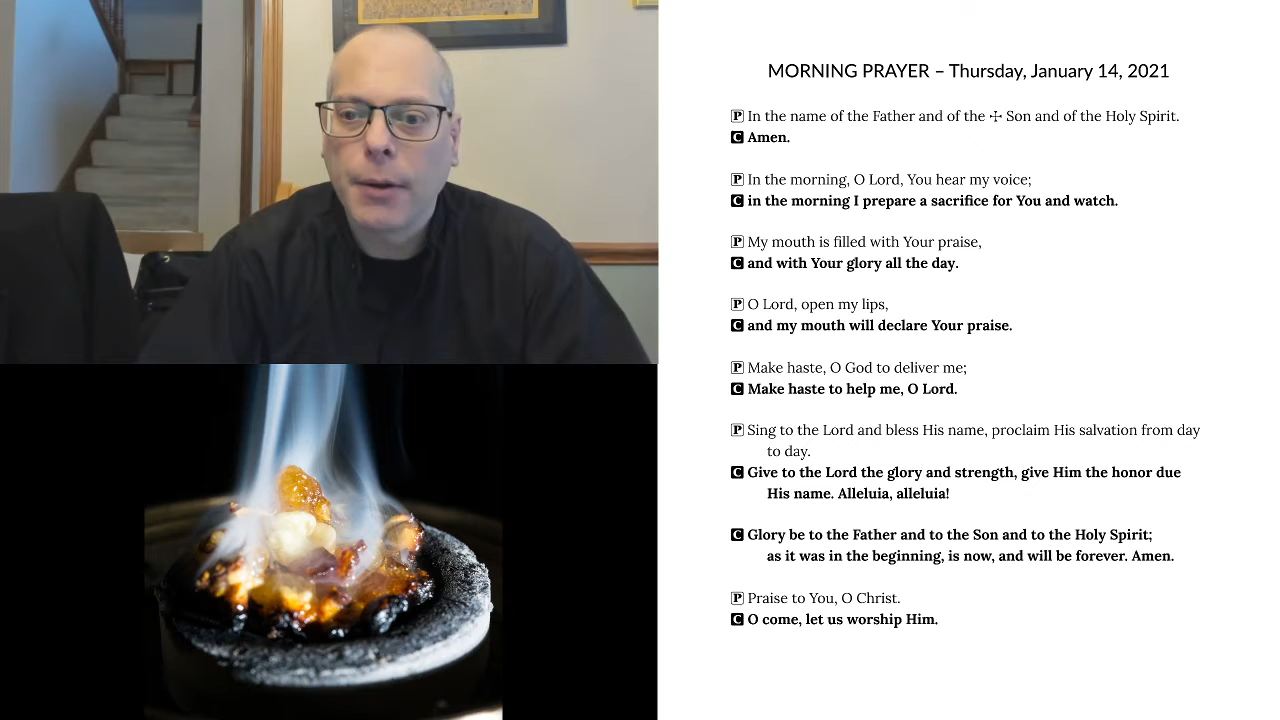 MORNING PRAYER – Thursday, January 14, 2021
P In the name of the Father and of the ☩ Son and of the Holy Spirit.
C Amen.
P In the morning, O Lord, You hear my voice;
C in the morning I prepare a sacrifice for You and watch.
P My mouth is filled with Your praise,
C and with Your glory all the day.
P O Lord, open my lips,
C and my mouth will declare Your praise.
P Make haste, O God to deliver me;
C Make haste to help me, O Lord.
P Sing to the Lord and bless His name, proclaim His salvation from day
to day.
C Give to the Lord the glory and strength, give Him the honor due
His name. Alleluia, alleluia!
C Glory be to the Father and to the Son and to the Holy Spirit;
as it was in the beginning, is now, and will be forever. Amen.
P Praise to You, O Christ.
C O come, let us worship Him.